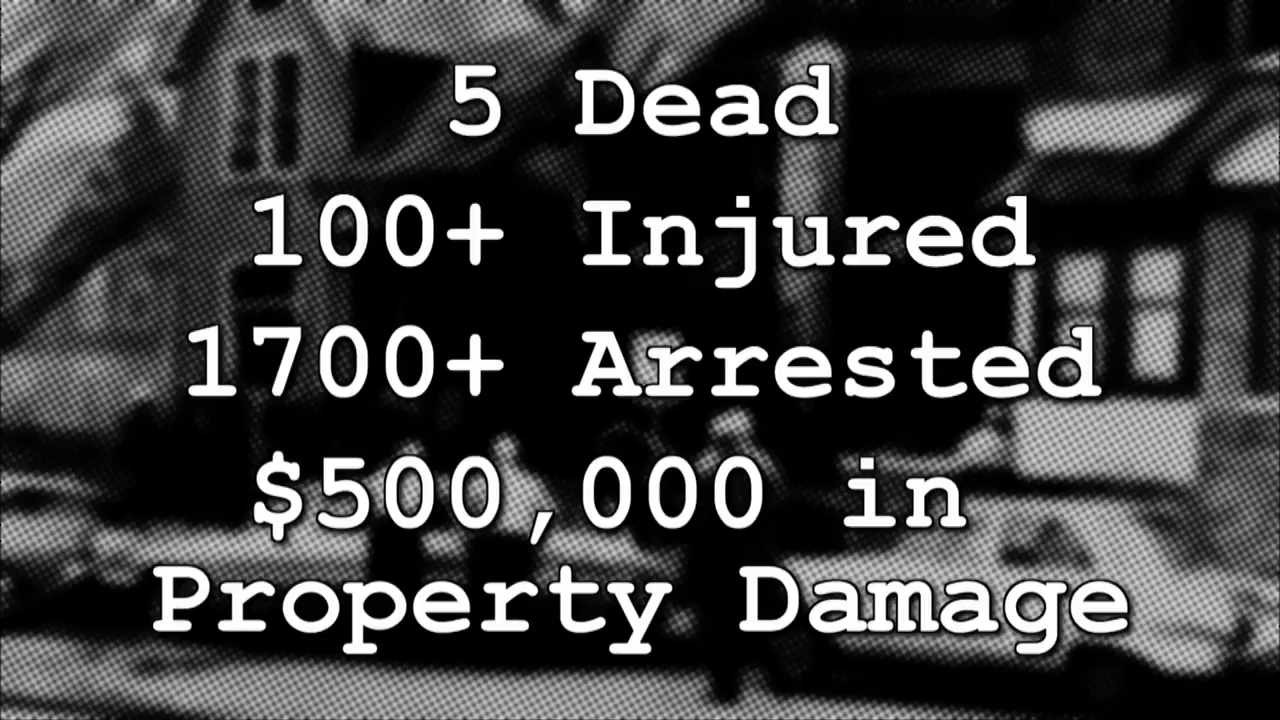 5 Dead
100+ Injured
1700+ Arrested
$500,000 in
Property Damage